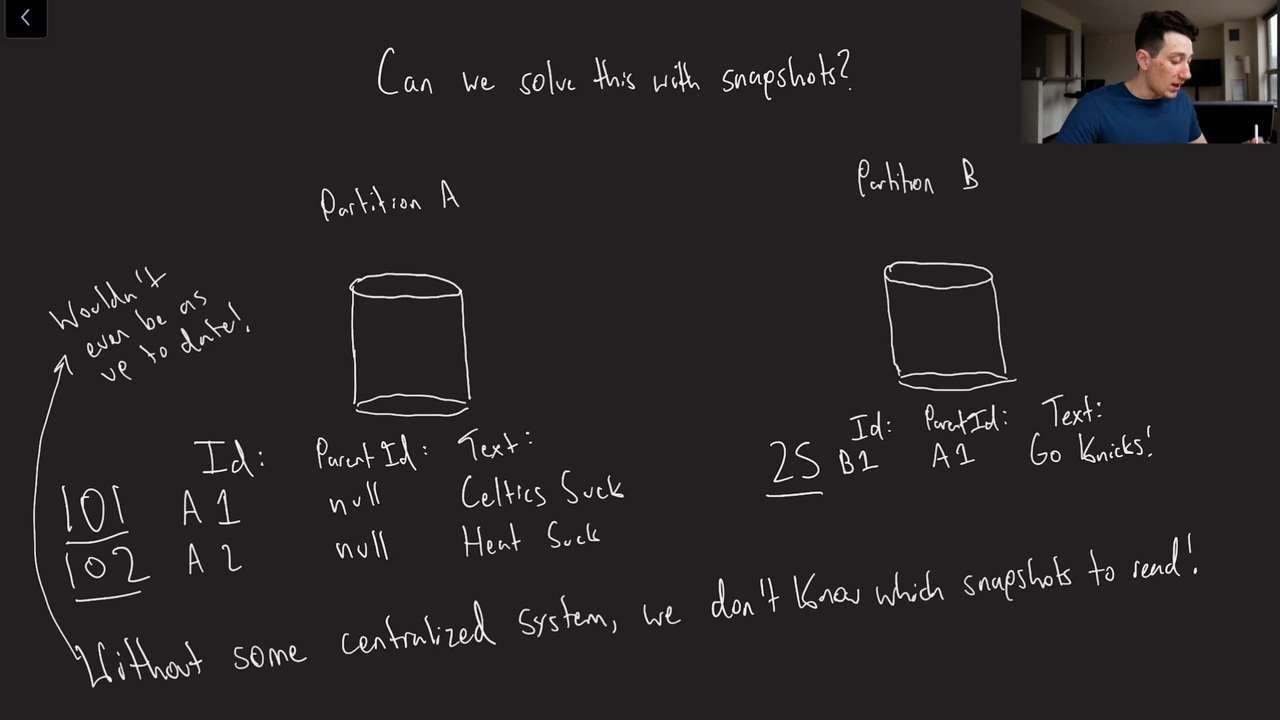 Can we solve this with snapshots?
Partition A
Partition B
Wouldn't
even be as
up to date!
Id: Parent Id: Text:
101 A1 null Celtics Suck
102 A2 null Heat Suck
Id: Parent Id: Text:
25 B1 A1 Go Knicks!
Without some centralized system, we don't know which snapshots to read!